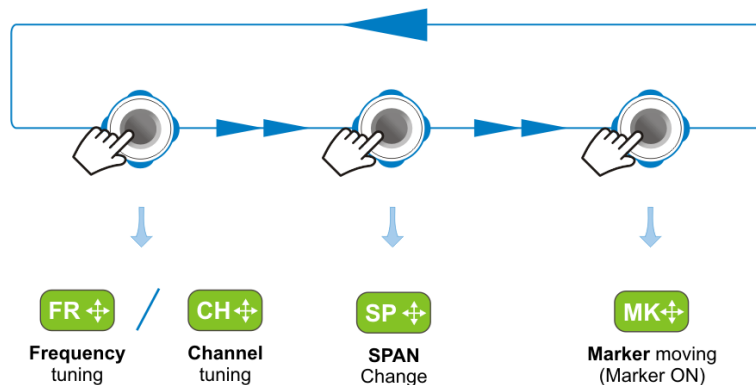 FR / CH SP MK
Frequency Channel SPAN Marker moving
tuning tuning Change (Marker ON)